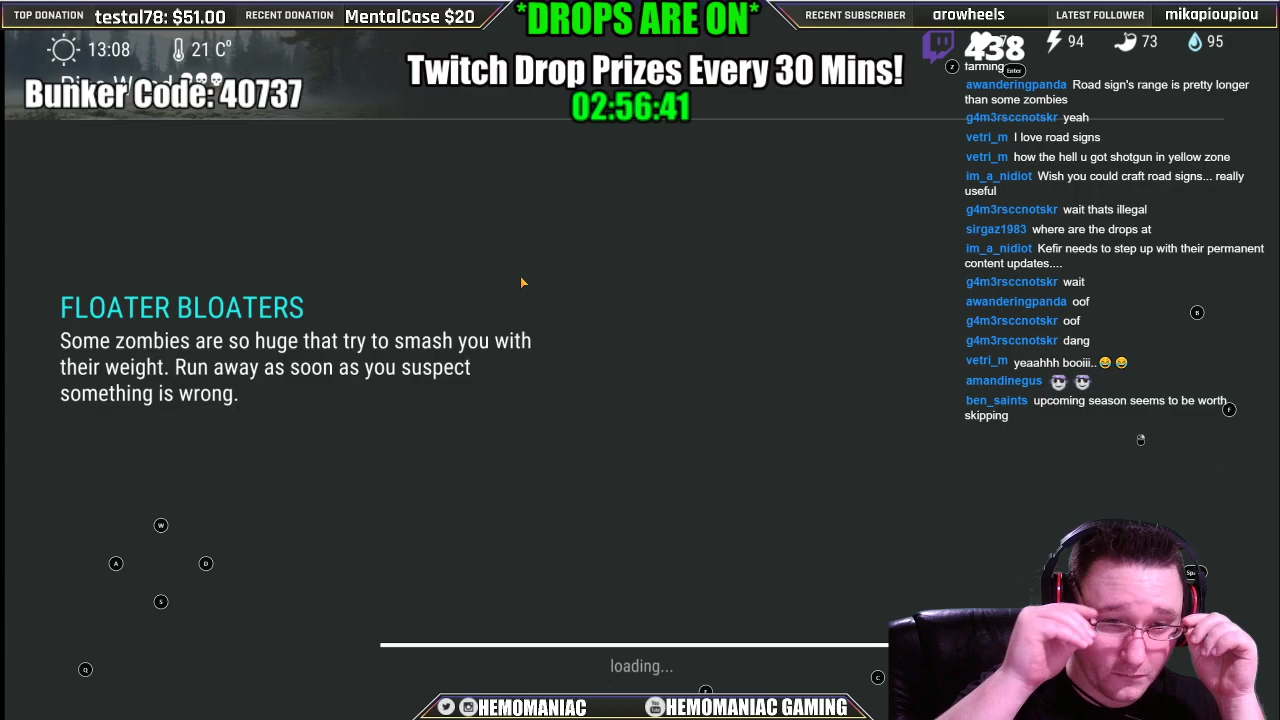 TOP DONATION testal78: $51.00 RECENT DONATION MentalCase $20
*DROPS ARE ON*
RECENT SUBSCRIBER arowheels LATEST FOLLOWER mikapioupiou
13:08 21 C°
438 94 73 95
Bunker Code: 40737
Twitch Drop Prizes Every 30 Mins!
02:56:41
Z
Enter
farming
awanderingpanda Road sign's range is pretty longer
than some zombies
g4m3rsccnotskr yeah
vetri_m I love road signs
vetri_m how the hell u got shotgun in yellow zone
im_a_nidiot Wish you could craft road signs... really
useful
g4m3rsccnotskr wait thats illegal
sirgaz1983 where are the drops at
im_a_nidiot Kefir needs to step up with their permanent
content updates....
g4m3rsccnotskr wait
awanderingpanda oof
g4m3rsccnotskr oof
g4m3rsccnotskr dang
vetri_m yeaahhh booiii..😂 😂
amandinegus
ben_saints upcoming season seems to be worth
skipping
B
F
FLOATER BLOATERS
Some zombies are so huge that try to smash you with
their weight. Run away as soon as you suspect
something is wrong.
W
A D
S
Q
C
loading...
HEMOMANIAC
HEMOMANIAC GAMING